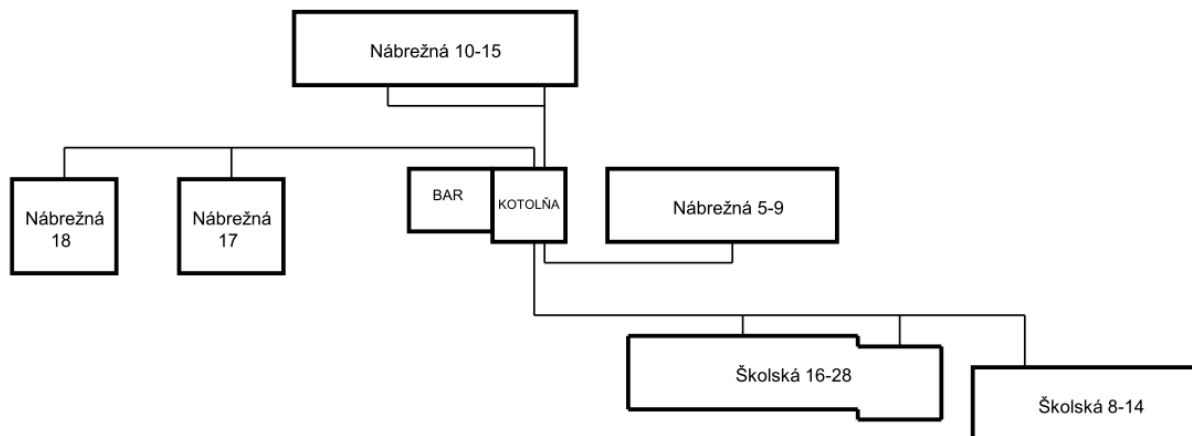 Nábrežná 10-15
BAR
KOTOLŇA
Nábrežná 5-9
Nábrežná
18
Nábrežná
17
Školská 16-28
Školská 8-14